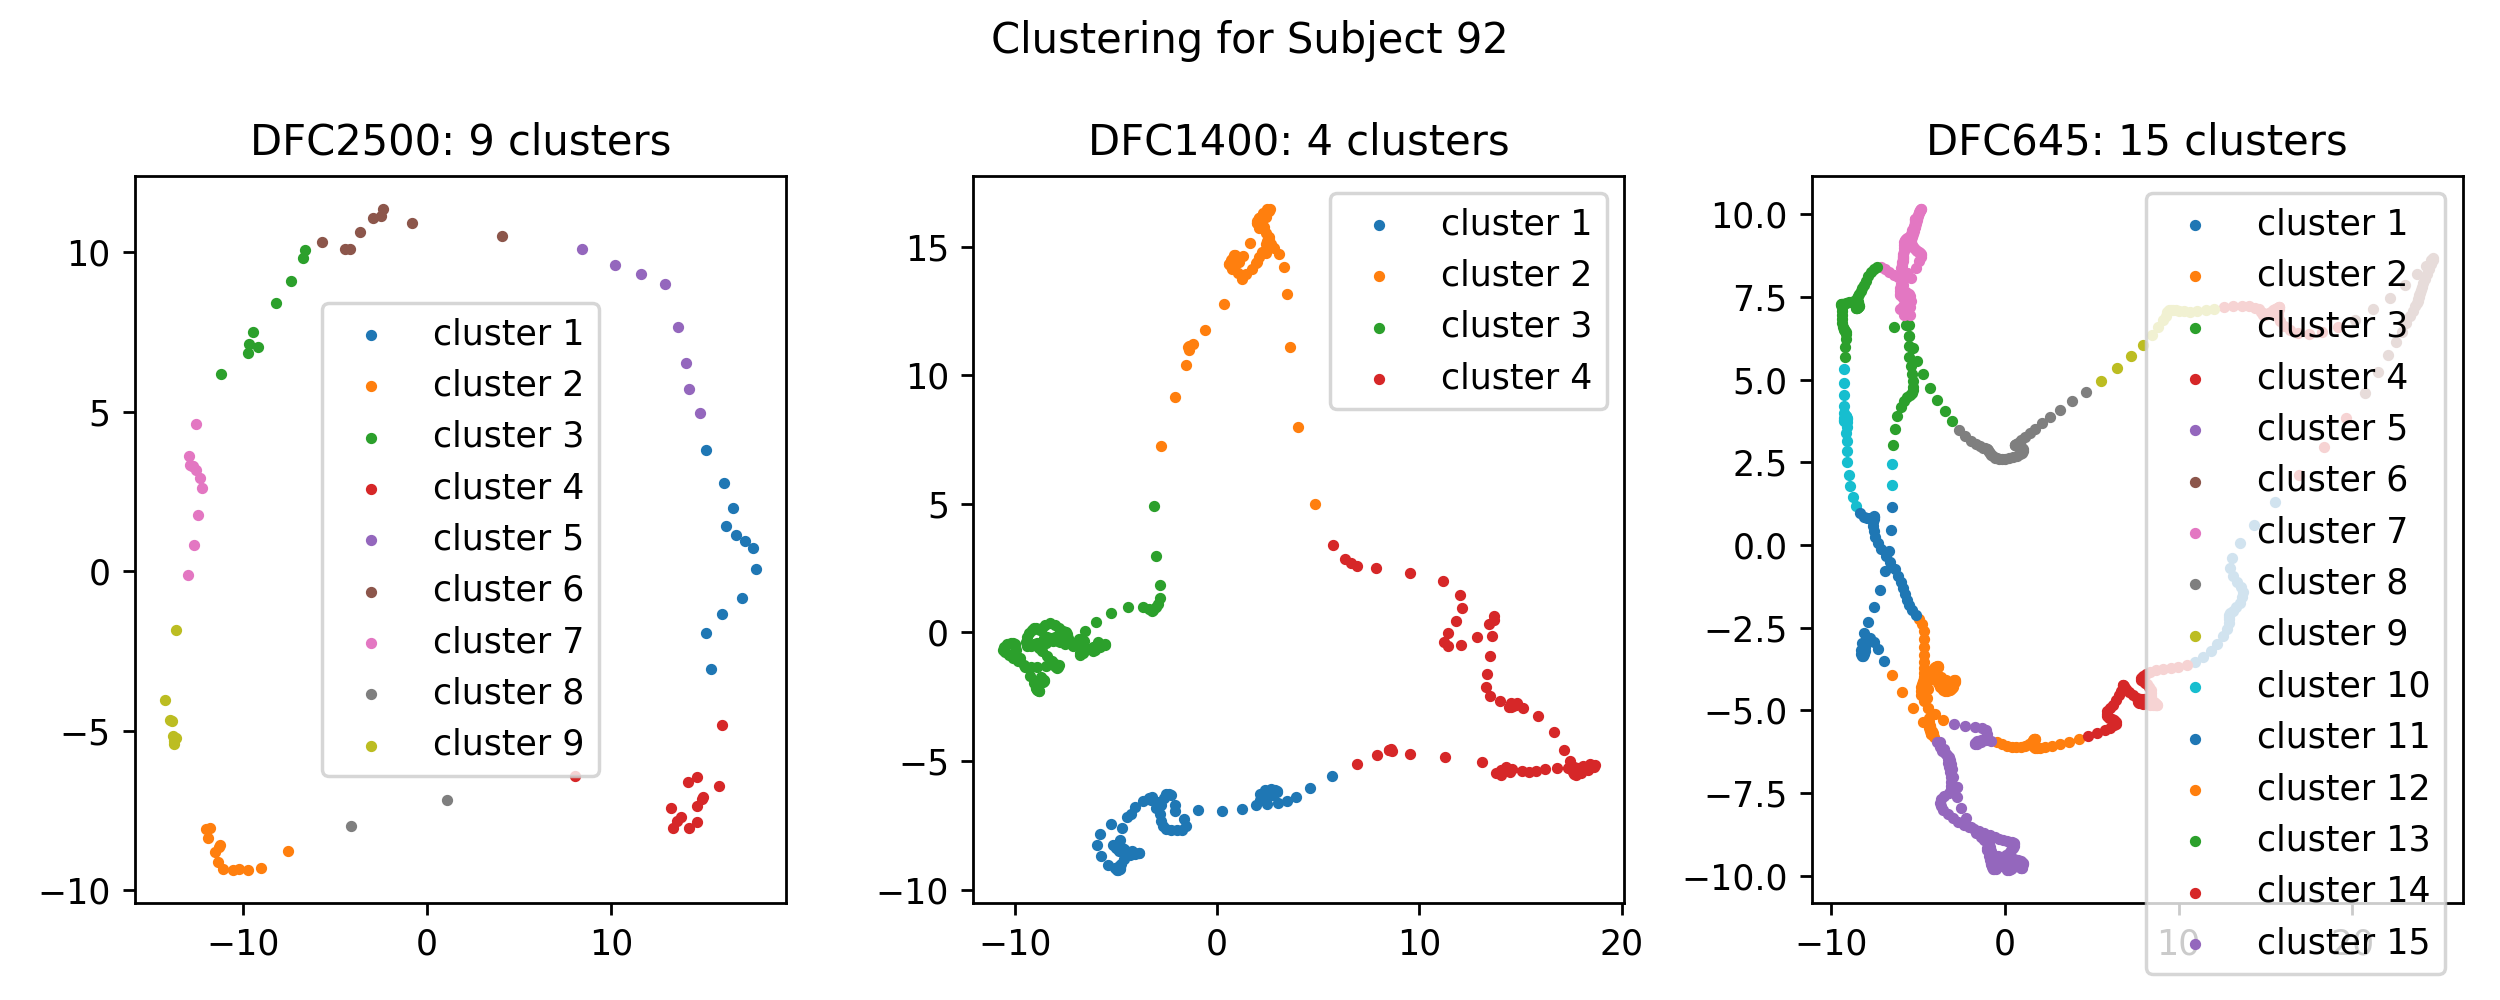 Clustering for Subject 92
DFC2500: 9 clusters
10
5
0
−5
−10
−10
0
10
cluster 1
cluster 2
cluster 3
cluster 4
cluster 5
cluster 6
cluster 7
cluster 8
cluster 9
DFC1400: 4 clusters
15
10
5
0
−5
−10
−10
0
10
20
cluster 1
cluster 2
cluster 3
cluster 4
DFC645: 15 clusters
10.0
7.5
5.0
2.5
0.0
−2.5
−5.0
−7.5
−10.0
−10
0
10
20
cluster 1
cluster 2
cluster 3
cluster 4
cluster 5
cluster 6
cluster 7
cluster 8
cluster 9
cluster 10
cluster 11
cluster 12
cluster 13
cluster 14
cluster 15